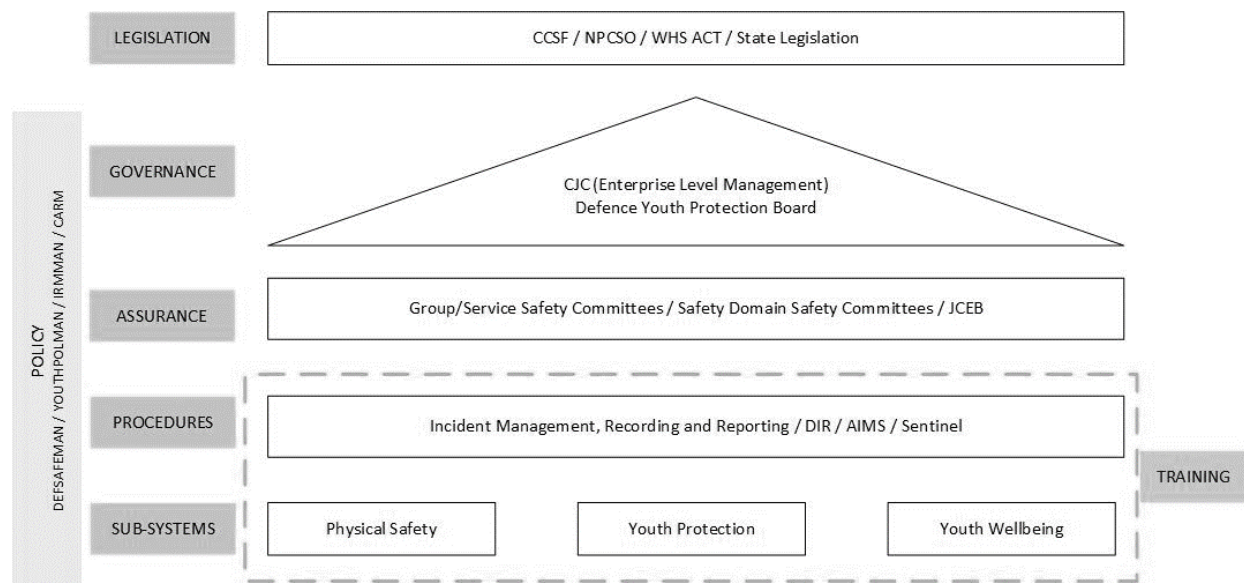 LEGISLATION
CCSF / NPCSO / WHS ACT / State Legislation
POLICY
DEFSAFEMAN / YOUTHPOLMAN / IRMMAN / CARM
GOVERNANCE
CJC (Enterprise Level Management)
Defence Youth Protection Board
ASSURANCE
Group/Service Safety Committees / Safety Domain Safety Committees / JCEB
PROCEDURES
Incident Management, Recording and Reporting / DIR / AIMS / Sentinel
TRAINING
SUB-SYSTEMS
Physical Safety
Youth Protection
Youth Wellbeing